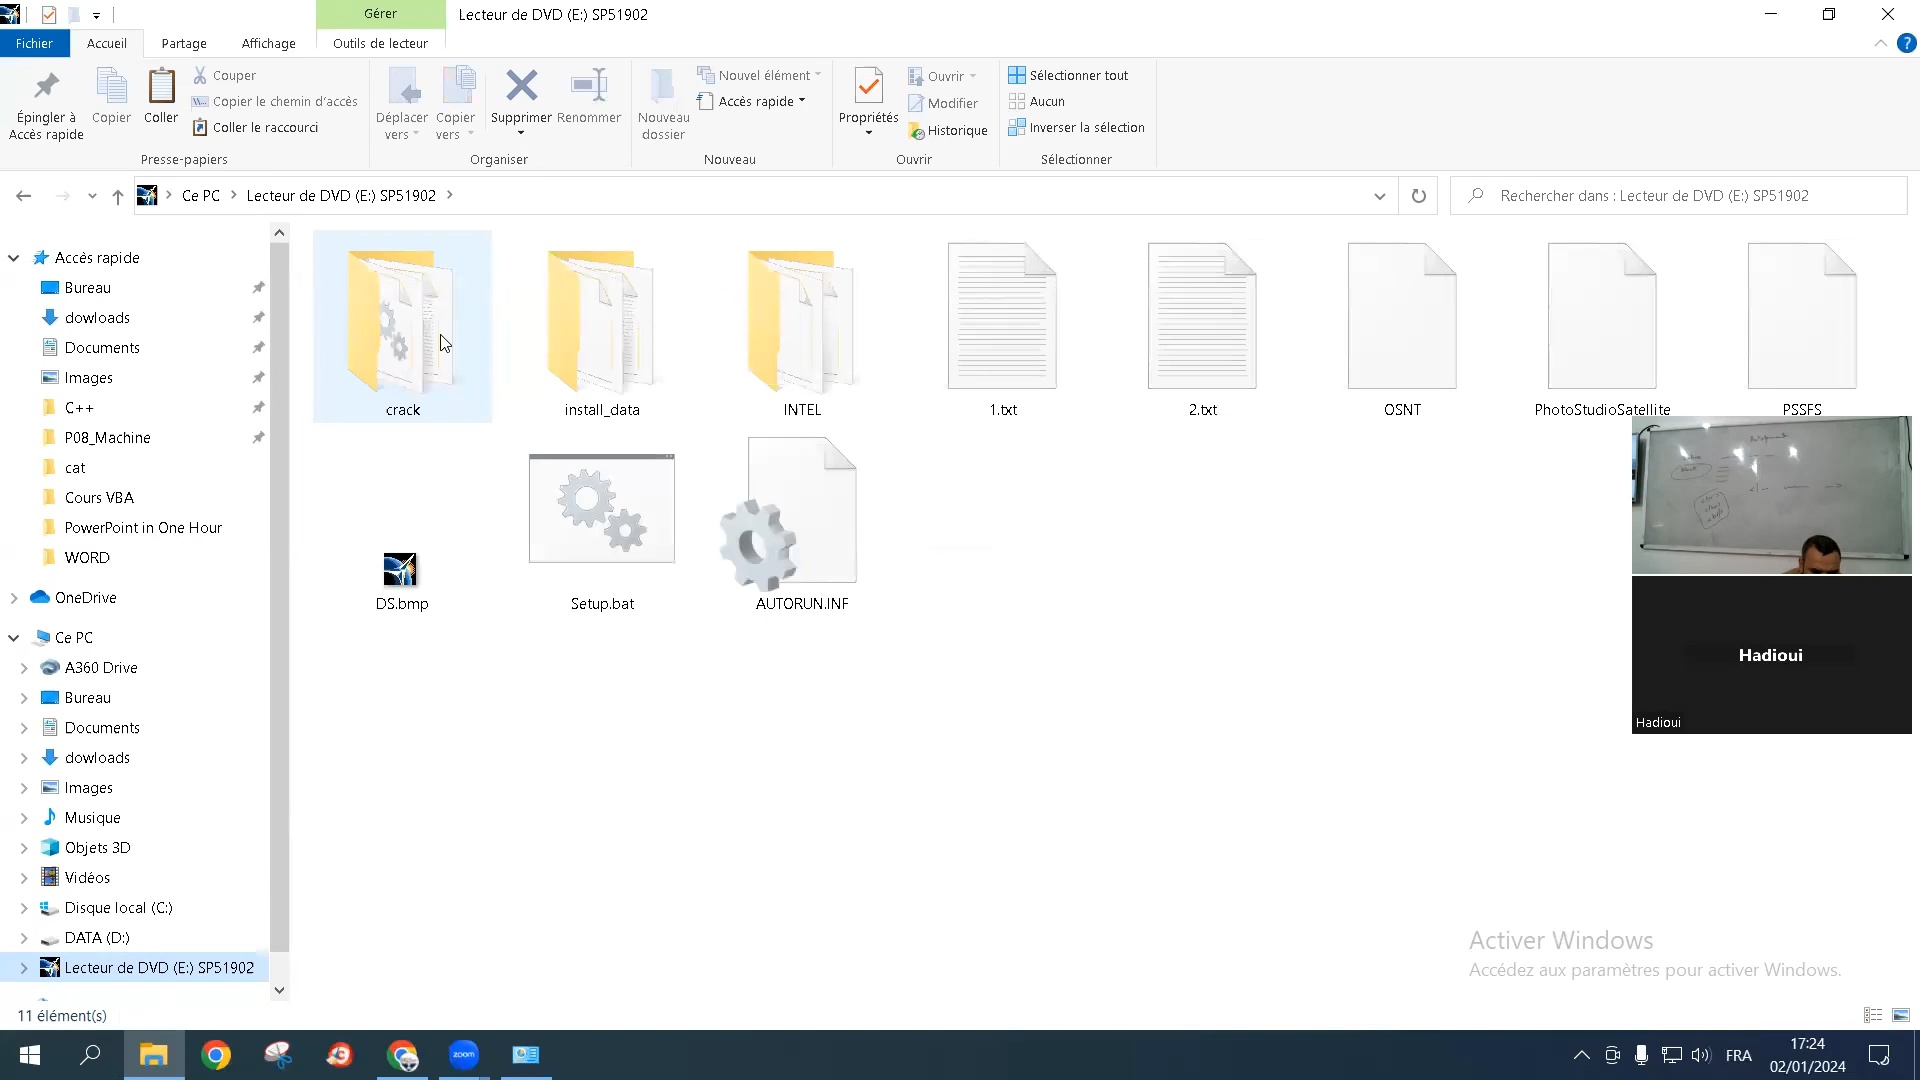 Gérer
Lecteur de DVD (E:) SP51902
Fichier
Accueil
Partage
Affichage
Outils de lecteur
Épingler à
Accès rapide
Copier
Coller
Couper
Copier le chemin d'accès
Coller le raccourci
Presse-papiers
Déplacer
vers
Copier
vers
Supprimer
Renommer
Organiser
Nouveau
dossier
Nouvel élément
Accès rapide
Nouveau
Propriétés
Ouvrir
Modifier
Historique
Ouvrir
Sélectionner tout
Aucun
Inverser la sélection
Sélectionner
Ce PC
Lecteur de DVD (E:) SP51902
Rechercher dans : Lecteur de DVD (E:) SP51902
Accès rapide
Bureau
dowloads
Documents
Images
C++
P08_Machine
cat
Cours VBA
PowerPoint in One Hour
WORD
OneDrive
Ce PC
A360 Drive
Bureau
Documents
dowloads
Images
Musique
Objets 3D
Vidéos
Disque local (C:)
DATA (D:)
Lecteur de DVD (E:) SP51902
11 élément(s)
crack
install_data
INTEL
1.txt
2.txt
OSNT
PhotoStudioSatellite
PSSFS
DS.bmp
Setup.bat
AUTORUN.INF
Hadioui
Hadioui
Activer Windows
Accédez aux paramètres pour activer Windows.
zoom
FRA
17:24
02/01/2024